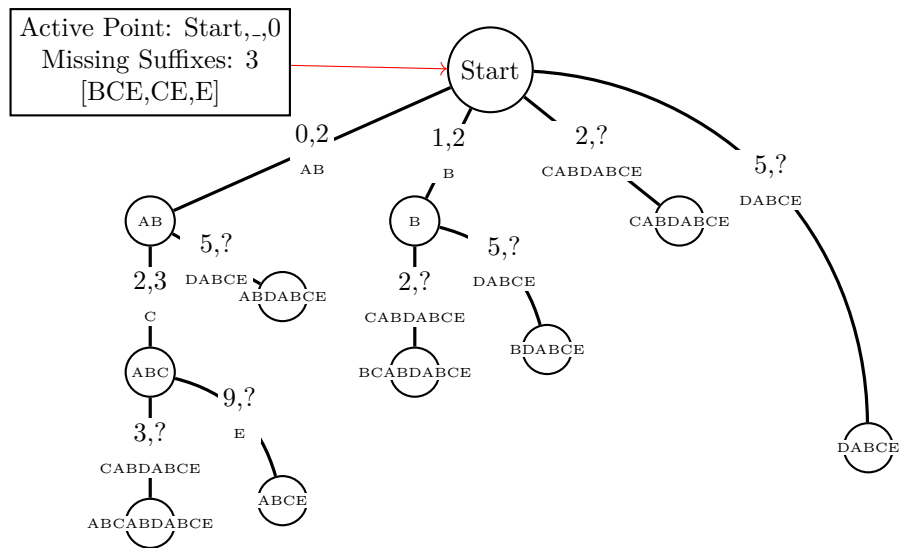 Active Point: Start,_,0
Missing Suffixes: 3
[BCE,CE,E]
Start
0,2
AB
1,2
B
2,?
CABDABCE
5,?
DABCE
AB
B
CABDABCE
5,?
DABCE
5,?
DABCE
2,3
C
2,?
CABDABCE
ABDABCE
BDABCE
ABC
BCABDABCE
9,?
E
3,?
CABDABCE
DABCE
ABCE
ABCABDABCE